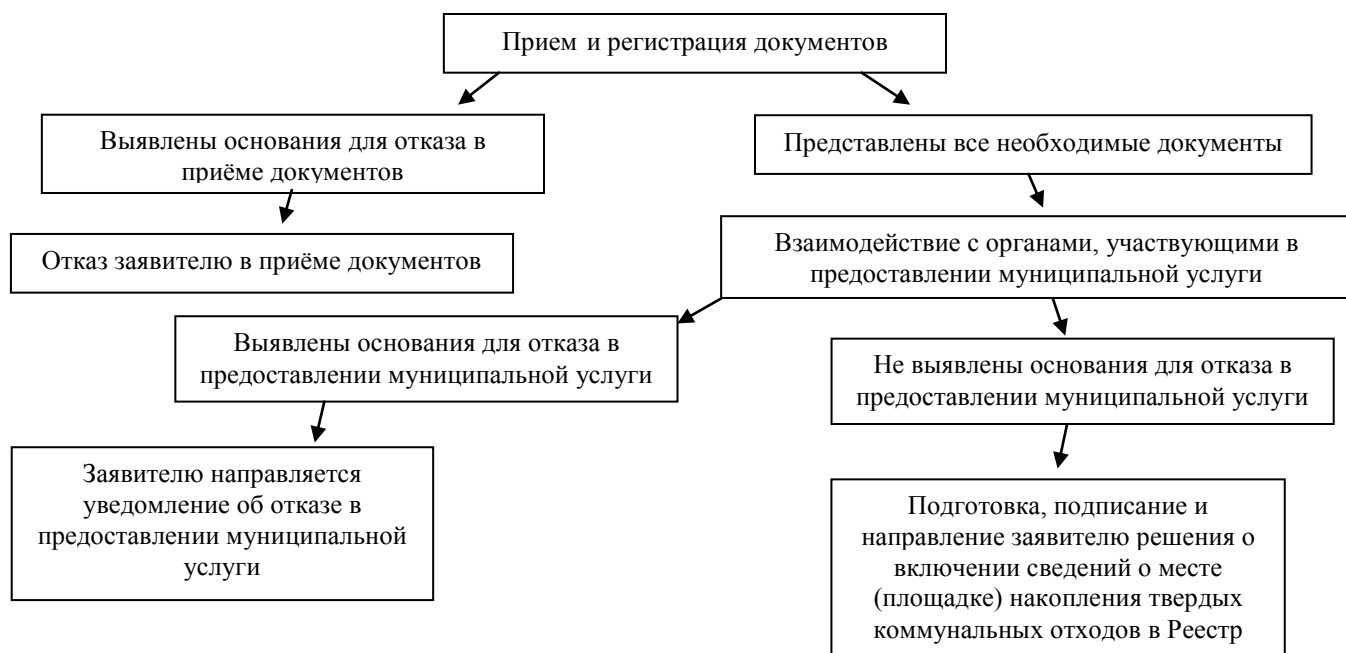 Прием и регистрация документов
Выявлены основания для отказа в
приёме документов
Представлены все необходимые документы
Отказ заявителю в приёме документов
Взаимодействие с органами, участвующими в
предоставлении муниципальной услуги
Выявлены основания для отказа в
предоставлении муниципальной услуги
Не выявлены основания для отказа в
предоставлении муниципальной услуги
Заявителю направляется
уведомление об отказе в
предоставлении муниципальной
услуги
Подготовка, подписание и
направление заявителю решения о
включении сведений о месте
(площадке) накопления твердых
коммунальных отходов в Реестр